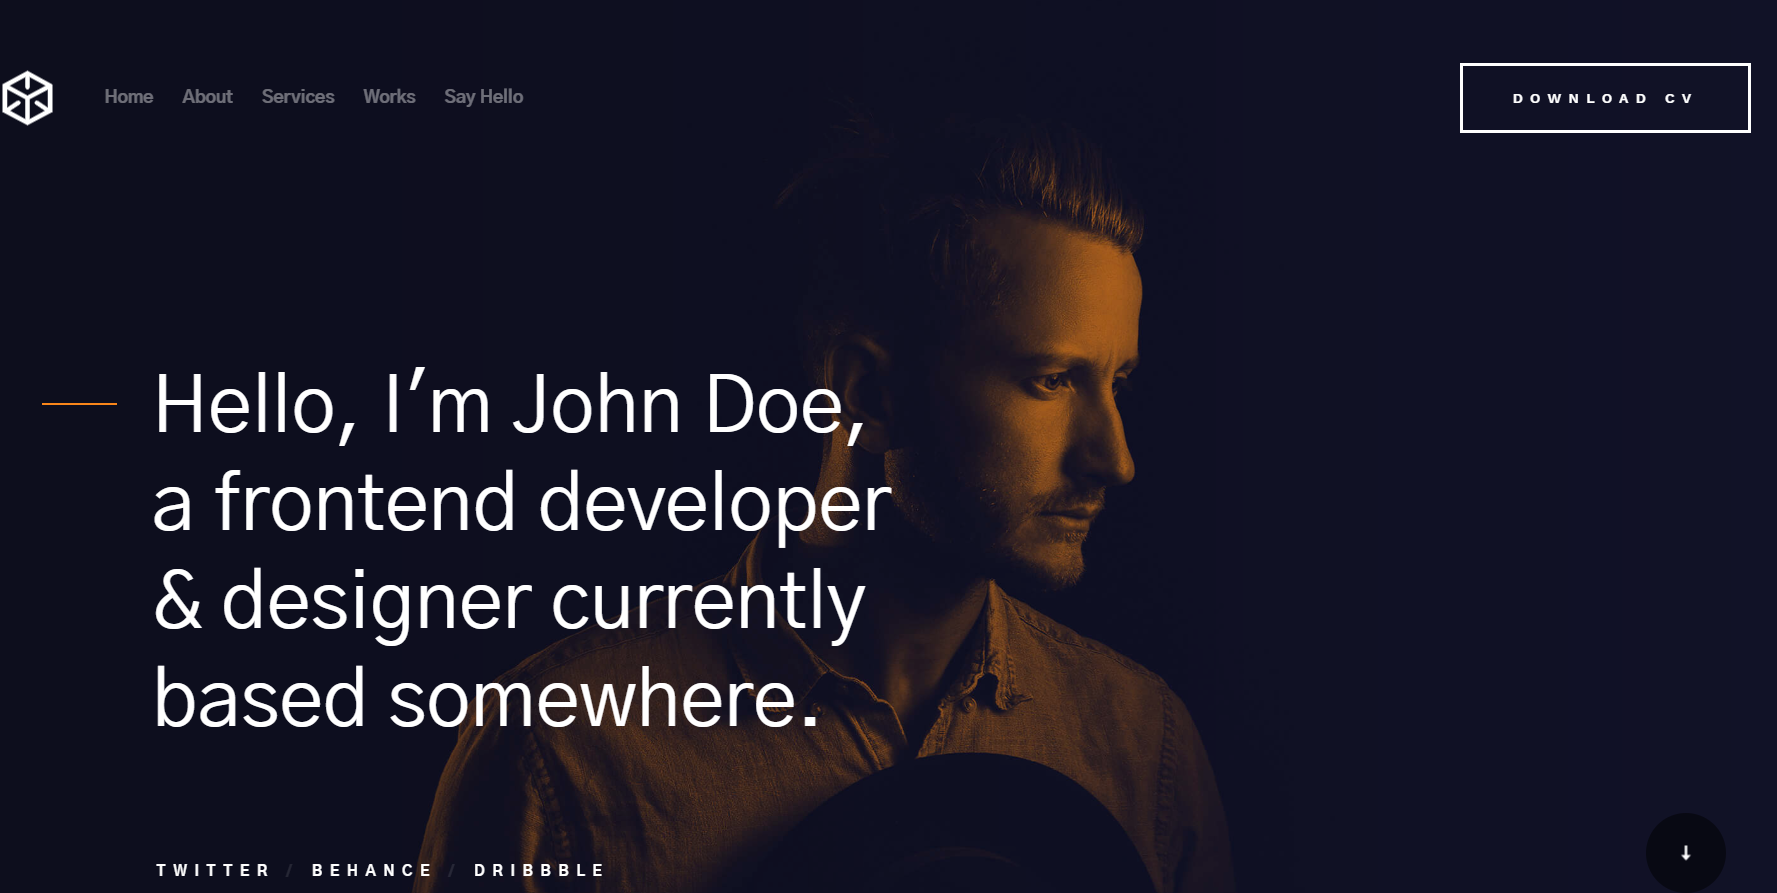 Home About Services Works Say Hello
DOWNLOAD CV
Hello, I’m John Doe,
a frontend developer
& designer currently
based somewhere.
TWITTER / BEHANCE / DRIBBBLE